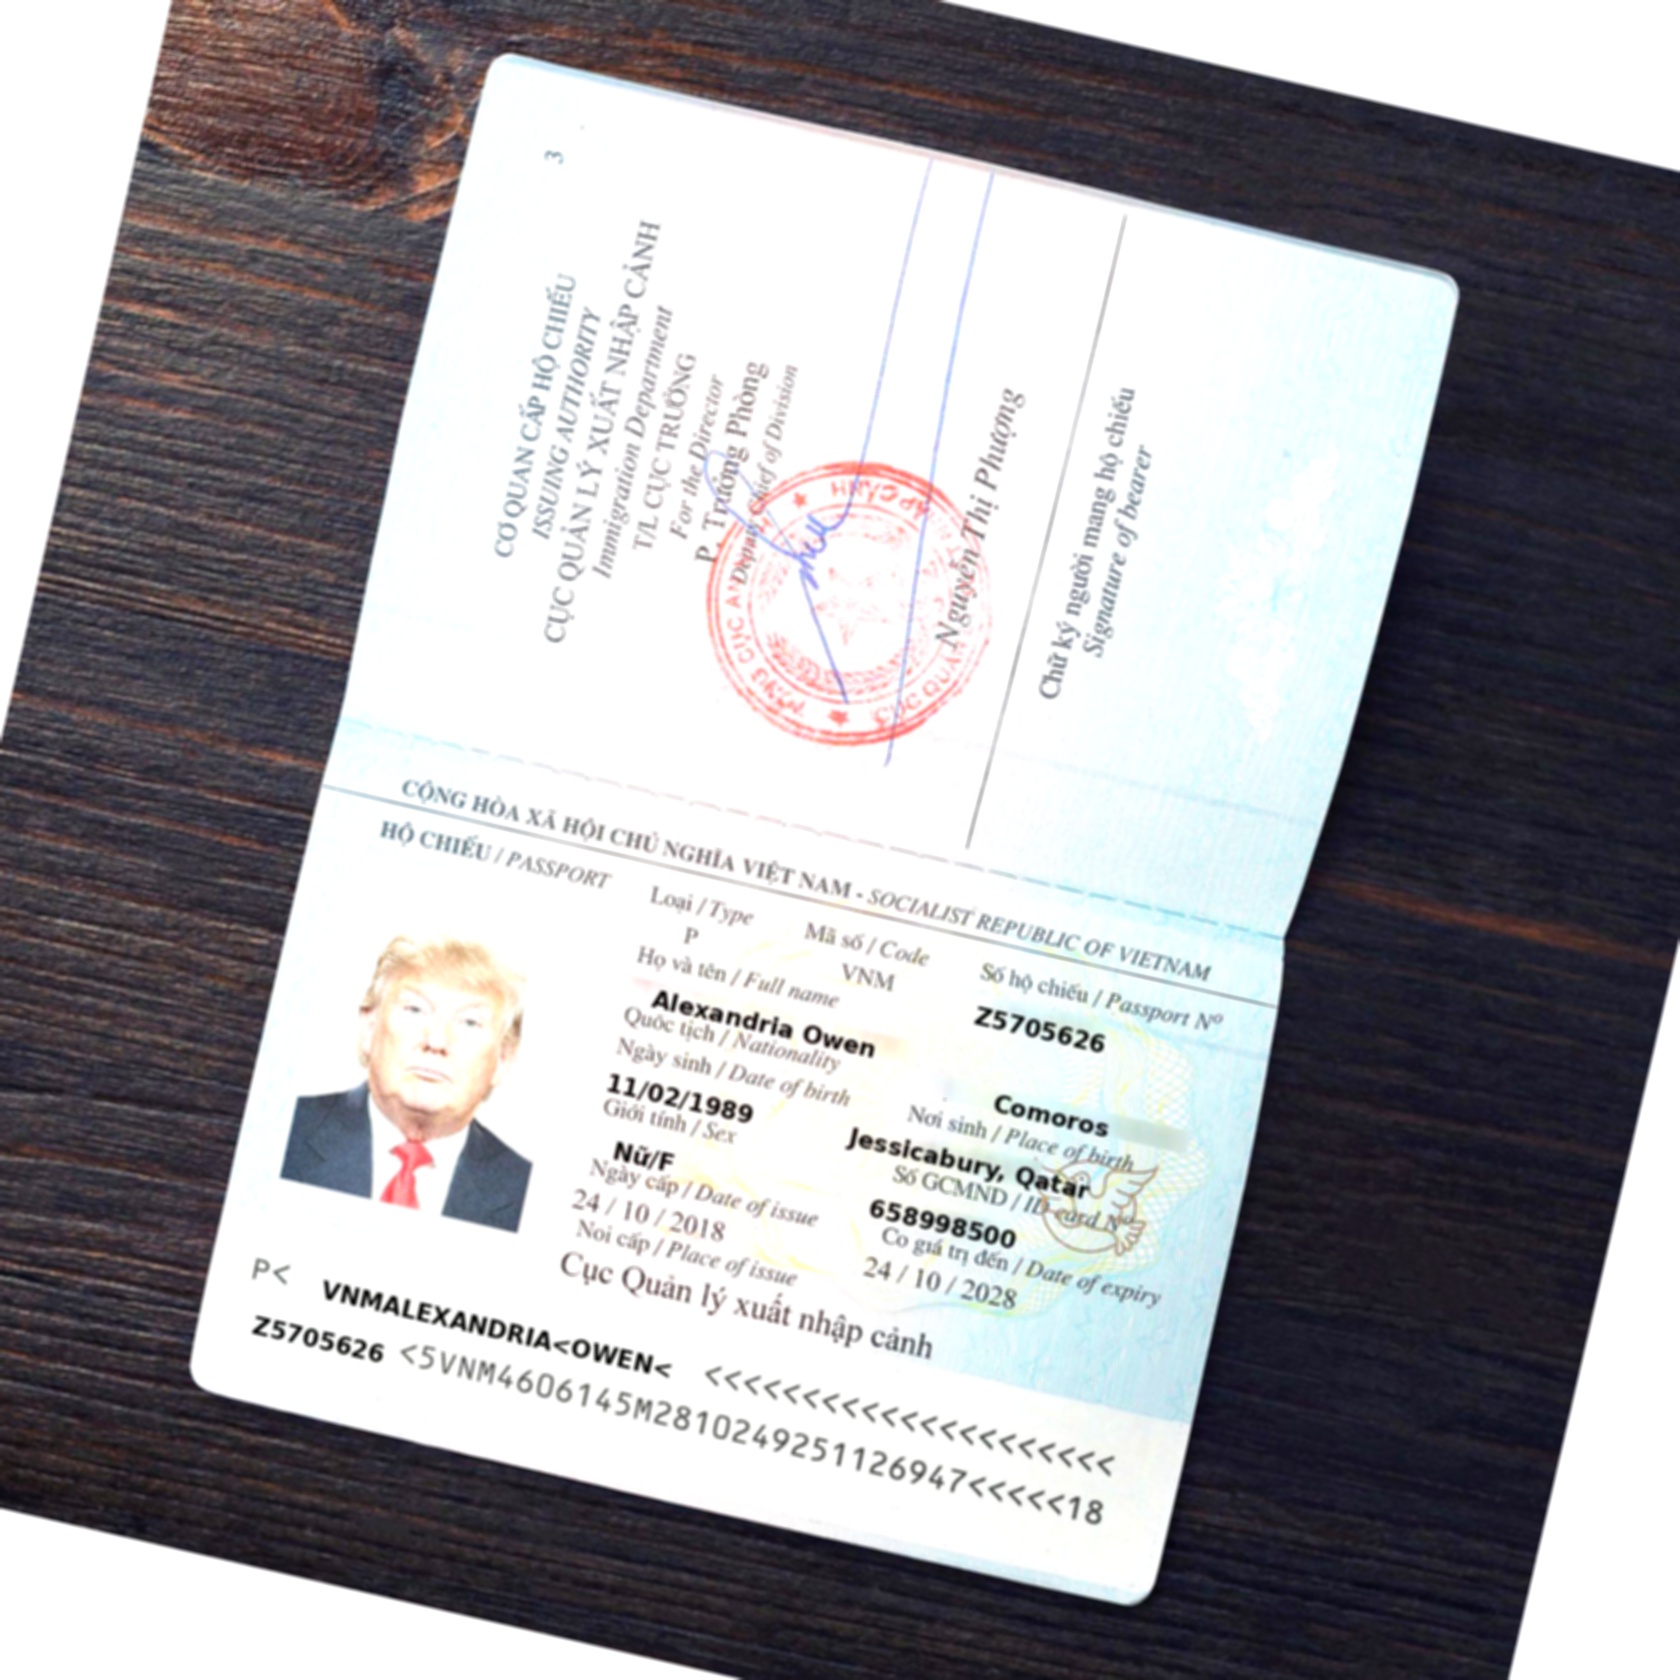 3
CƠ QUAN CẤP HỘ CHIẾU
ISSUING AUTHORITY
CỤC QUẢN LÝ XUẤT NHẬP CẢNH
Immigration Department
T/L CỤC TRƯỞNG
For the Director
P. Trưởng Phòng
Deputy Chief of Division
Nguyễn Thị Phượng
Chữ ký người mang hộ chiếu
Signature of bearer
CỘNG HÒA XÃ HỘI CHỦ NGHĨA VIỆT NAM - SOCIALIST REPUBLIC OF VIETNAM
HỘ CHIẾU / PASSPORT
Loại / Type Mã số / Code Số hộ chiếu / Passport Nº
P VNM Z5705626
Họ và tên / Full name
Alexandria Owen
Quốc tịch / Nationality
Comoros
Ngày sinh / Date of birth Nơi sinh / Place of birth
11/02/1989 Jessicabury, Qatar
Giới tính / Sex Số GCMND / ID card Nº
Nữ/F 658998500
Ngày cấp / Date of issue Co giá trị đến / Date of expiry
24 / 10 / 2018 24 / 10 / 2028
Noi cấp / Place of issue
Cục Quản lý xuất nhập cảnh
P< VNMALEXANDRIA<OWEN< <<<<<<<<<<<<<<<<<<<<<
Z5705626 <5VNM4606145M2810249251126947<<<<<18